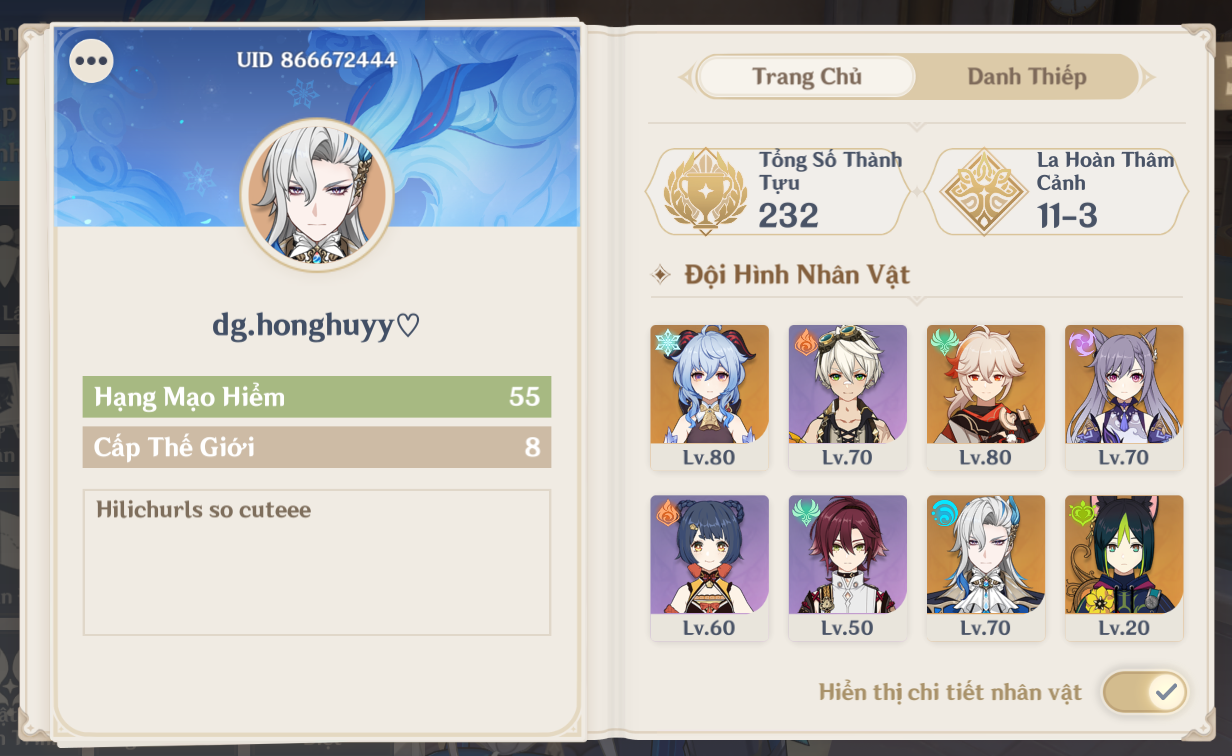 UID 866672444
dg.honghuyy♡
Hạng Mạo Hiểm 55
Cấp Thế Giới 8
Hilichurls so cuteee
Trang Chủ
Danh Thiếp
Tổng Số Thành
Tựu
232
La Hoàn Thâm
Cảnh
11-3
Đội Hình Nhân Vật
Lv.80
Lv.70
Lv.80
Lv.70
Lv.60
Lv.50
Lv.70
Lv.20
Hiển thị chi tiết nhân vật